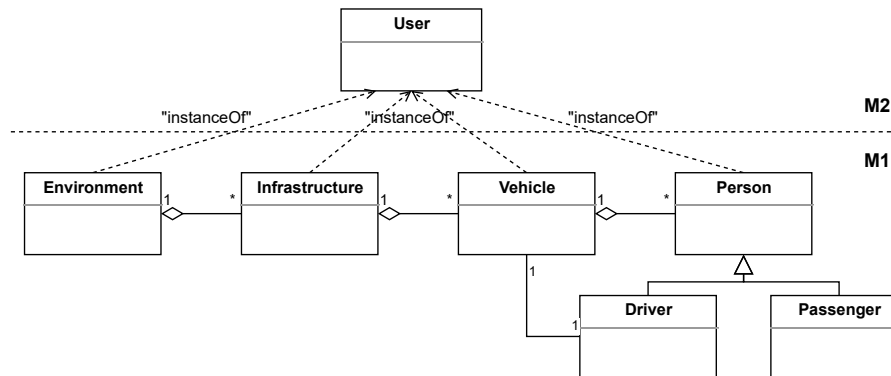 User
"instanceOf" "instanceOf" "instanceOf"
M2
M1
Environment Infrastructure Vehicle Person
1 * 1 * 1 *
1
Driver Passenger
1